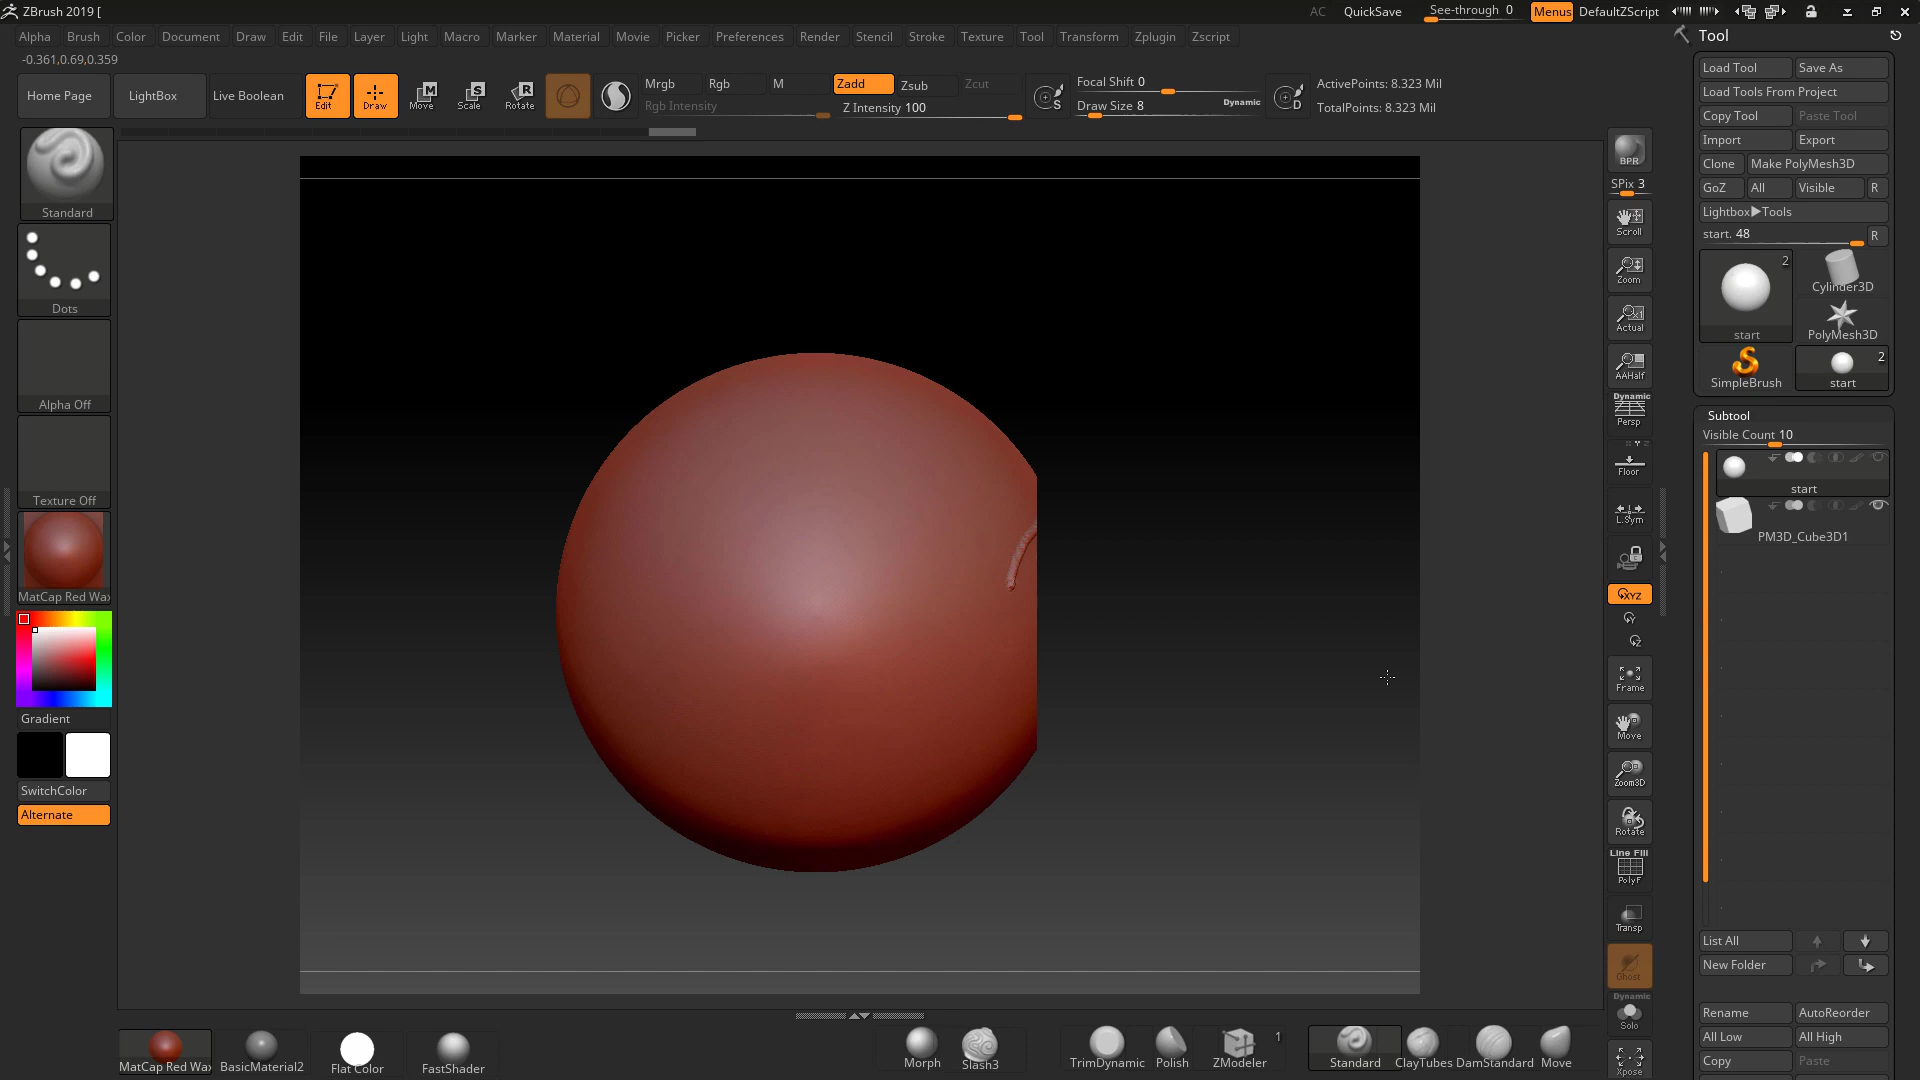 ZBrush 2019 [
AC QuickSave See-through 0 Menus DefaultZScript
Alpha Brush Color Document Draw Edit File Layer Light Macro Marker Material Movie Picker Preferences Render Stencil Stroke Texture Tool Transform Zplugin Zscript
-0.361,0.69,0.359
Home Page LightBox Live Boolean Edit Draw Move Scale Rotate
Mrgb Rgb M Zadd Zsub Zcut
Rgb Intensity Z Intensity 100
Focal Shift 0
Draw Size 8 Dynamic
ActivePoints: 8.323 Mil
TotalPoints: 8.323 Mil
Standard
Dots
Alpha Off
Texture Off
MatCap Red Wax
Gradient
SwitchColor
Alternate
BPR
SPix 3
Scroll
Zoom
Actual
AAHalf
Dynamic
Persp
Floor
L.Sym
XYZ
Y
Z
Frame
Move
Zoom3D
Rotate
Line Fill
PolyF
Transp
Ghost
Dynamic
Solo
Xpose
Tool
Load Tool Save As
Load Tools From Project
Copy Tool Paste Tool
Import Export
Clone Make PolyMesh3D
GoZ All Visible R
Lightbox▶Tools
start. 48 R
2
start
Cylinder3D
PolyMesh3D
SimpleBrush
2
start
Subtool
Visible Count 10
start
PM3D_Cube3D1
List All
New Folder
Rename AutoReorder
All Low All High
Copy Paste
MatCap Red Wax BasicMaterial2 Flat Color FastShader
Morph Slash3 TrimDynamic Polish ZModeler 1 Standard ClayTubes DamStandard Move